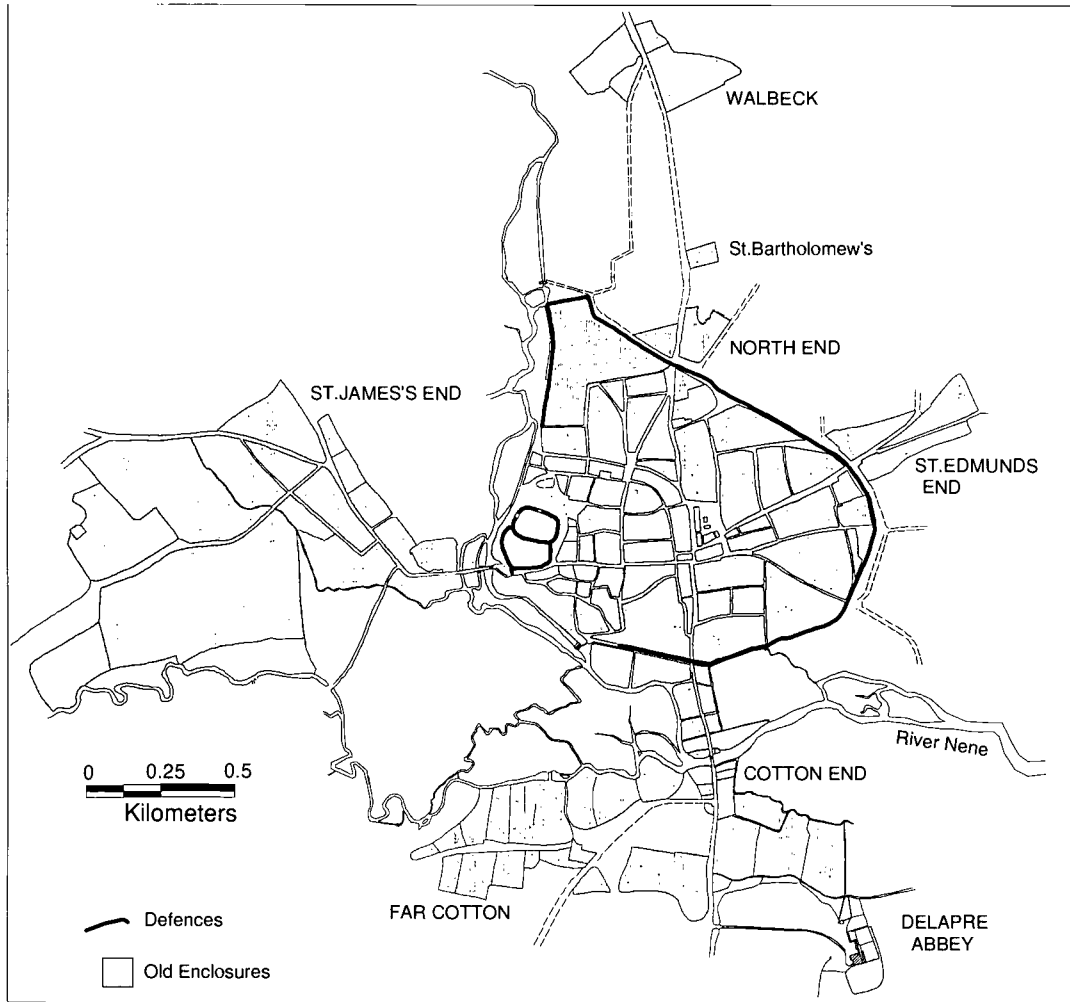 WALBECK
St.Bartholomew's
NORTH END
ST.JAMES'S END
ST.EDMUNDS
END
River Nene
0 0.25 0.5
Kilometers
COTTON END
FAR COTTON
DELAPRE
ABBEY
Defences
Old Enclosures